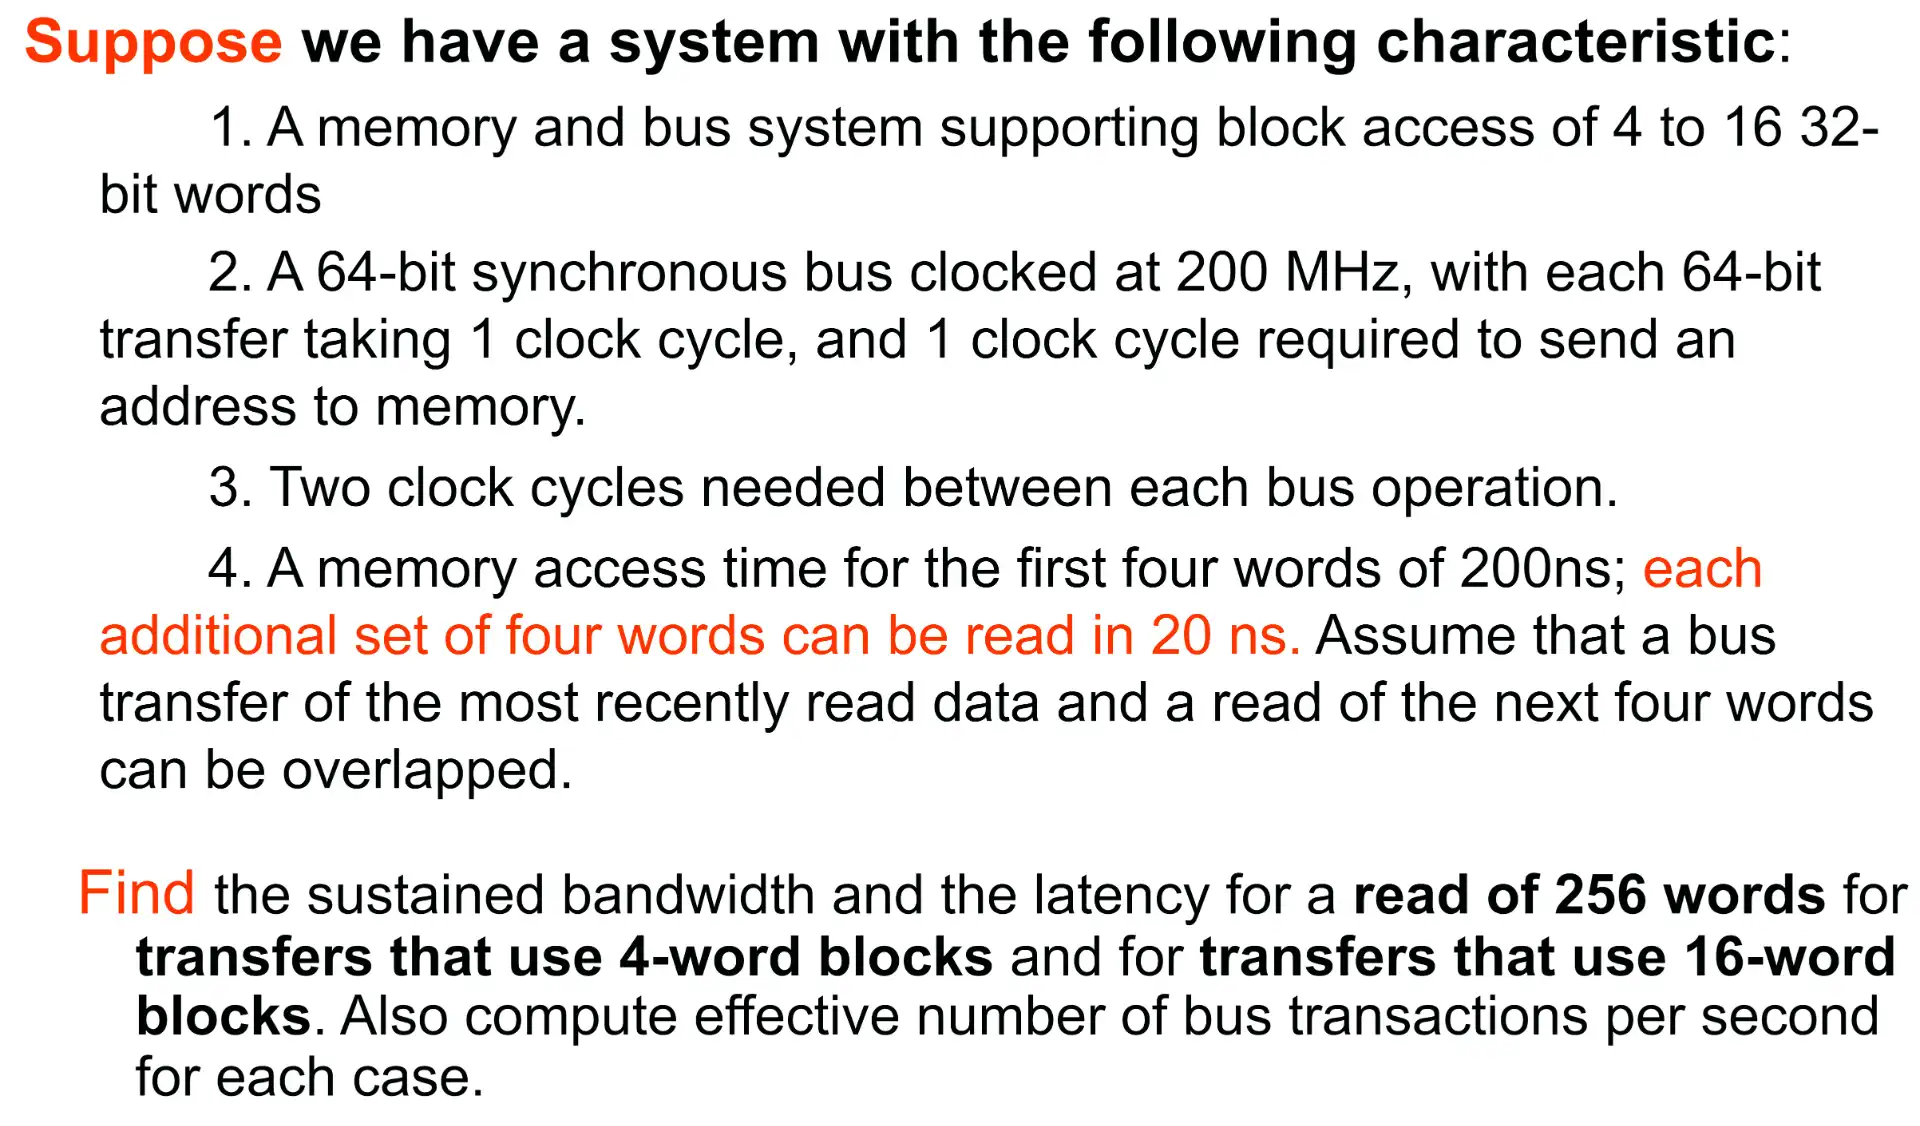 Suppose we have a system with the following characteristic:
1. A memory and bus system supporting block access of 4 to 16 32-
bit words
2. A 64-bit synchronous bus clocked at 200 MHz, with each 64-bit
transfer taking 1 clock cycle, and 1 clock cycle required to send an
address to memory.
3. Two clock cycles needed between each bus operation.
4. A memory access time for the first four words of 200ns; each
additional set of four words can be read in 20 ns. Assume that a bus
transfer of the most recently read data and a read of the next four words
can be overlapped.
Find the sustained bandwidth and the latency for a read of 256 words for
transfers that use 4-word blocks and for transfers that use 16-word
blocks. Also compute effective number of bus transactions per second
for each case.